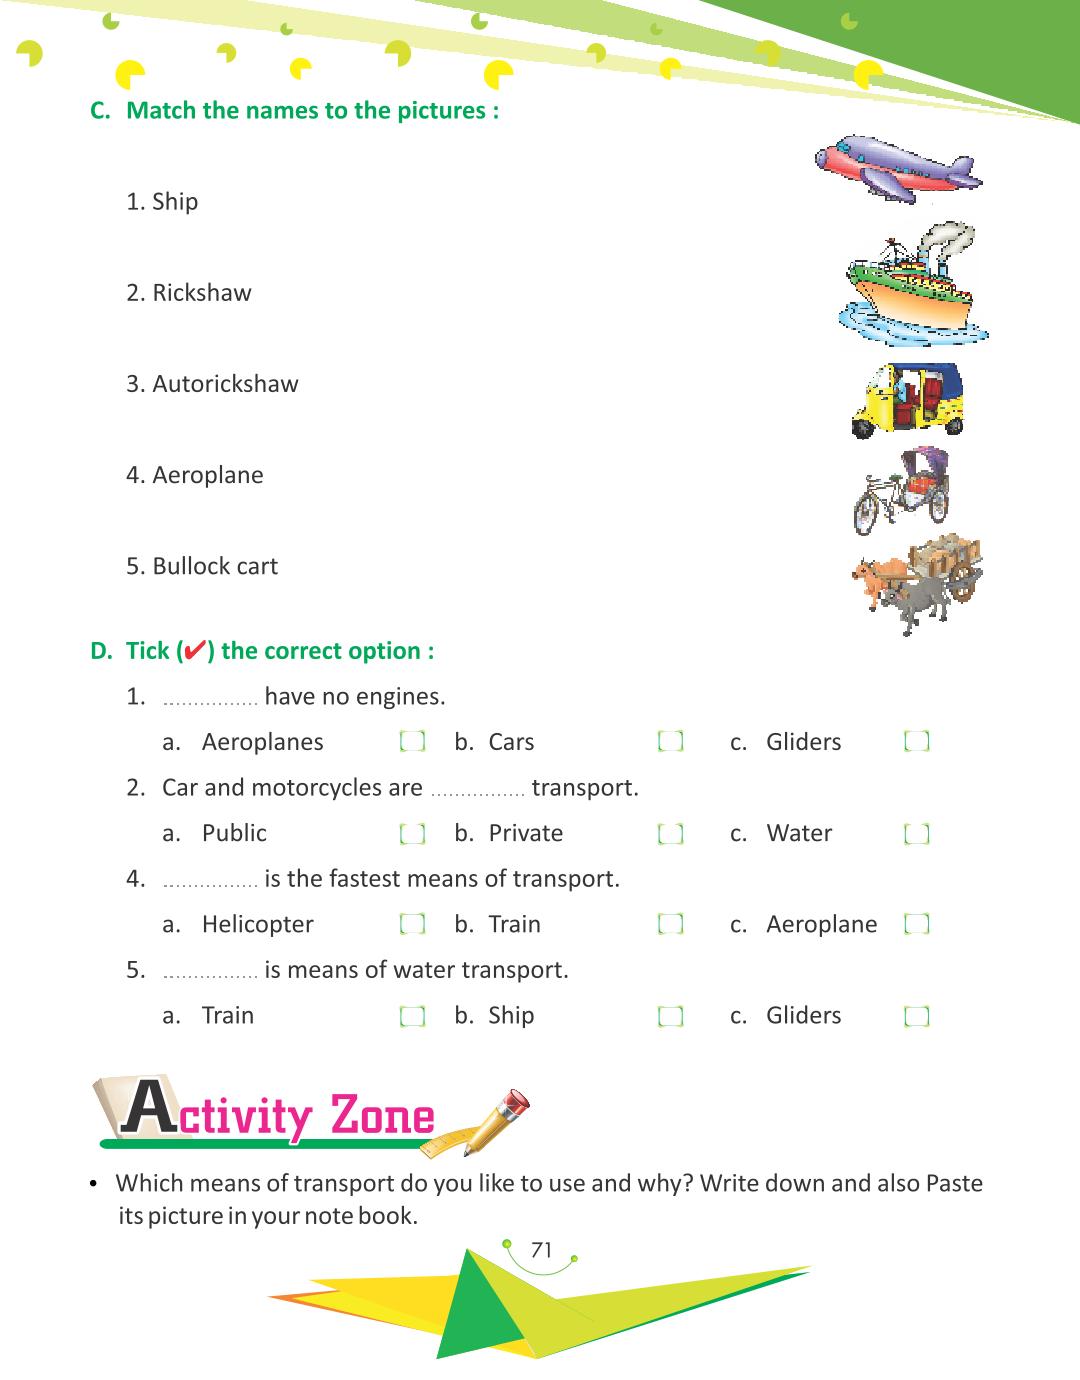 C. Match the names to the pictures :
1. Ship
2. Rickshaw
3. Autorickshaw
4. Aeroplane
5. Bullock cart
D. Tick (✔) the correct option :
1. ................ have no engines.
a. Aeroplanes b. Cars c. Gliders
2. Car and motorcycles are ................ transport.
a. Public b. Private c. Water
4. ................ is the fastest means of transport.
a. Helicopter b. Train c. Aeroplane
5. ................ is means of water transport.
a. Train b. Ship c. Gliders
Activity Zone
• Which means of transport do you like to use and why? Write down and also Paste
its picture in your note book.
71